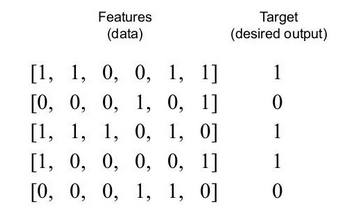 Features Target
(data) (desired output)
[1, 1, 0, 0, 1, 1] 1
[0, 0, 0, 1, 0, 1] 0
[1, 1, 1, 0, 1, 0] 1
[1, 0, 0, 0, 0, 1] 1
[0, 0, 0, 1, 1, 0] 0